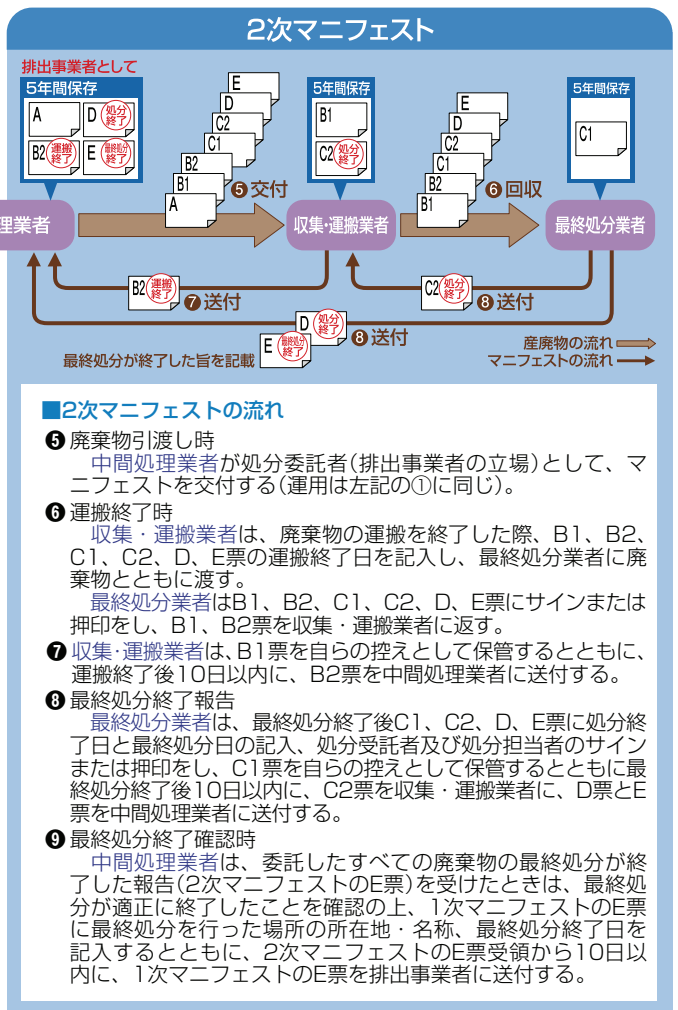 2次マニフェスト
排出事業者として
5年間保存
A
D 処分終了
B2 運搬終了
E 最終処分終了
E
D
C2
C1
B2
B1
A
❺交付
5年間保存
B1
C2 処分終了
E
D
C2
C1
B2
B1
❻回収
5年間保存
C1
理業者
収集・運搬業者
最終処分業者
B2 運搬終了
❼送付
C2 処分終了
❽送付
D 処分終了
E 最終処分終了
❽送付
最終処分が終了した旨を記載
産廃物の流れ
マニフェストの流れ
■2次マニフェストの流れ
❺廃棄物引渡し時
中間処理業者が処分委託者(排出事業者の立場)として、マ
ニフェストを交付する(運用は左記の①に同じ)。
❻運搬終了時
収集・運搬業者は、廃棄物の運搬を終了した際、B1、B2、
C1、C2、D、E票の運搬終了日を記入し、最終処分業者に廃
棄物とともに渡す。
最終処分業者はB1、B2、C1、C2、D、E票にサインまたは
押印をし、B1、B2票を収集・運搬業者に返す。
❼収集・運搬業者は、B1票を自らの控えとして保管するとともに、
運搬終了後10日以内に、B2票を中間処理業者に送付する。
❽最終処分終了報告
最終処分業者は、最終処分終了後C1、C2、D、E票に処分終
了日と最終処分日の記入、処分受託者及び処分担当者のサイン
または押印をし、C1票を自らの控えとして保管するとともに最
終処分終了後10日以内に、C2票を収集・運搬業者に、D票とE
票を中間処理業者に送付する。
❾最終処分終了確認時
中間処理業者は、委託したすべての廃棄物の最終処分が終
了した報告(2次マニフェストのE票)を受けたときは、最終処
分が適正に終了したことを確認の上、1次マニフェストのE票
に最終処分を行った場所の所在地・名称、最終処分終了日を
記入するとともに、2次マニフェストのE票受領から10日以
内に、1次マニフェストのE票を排出事業者に送付する。